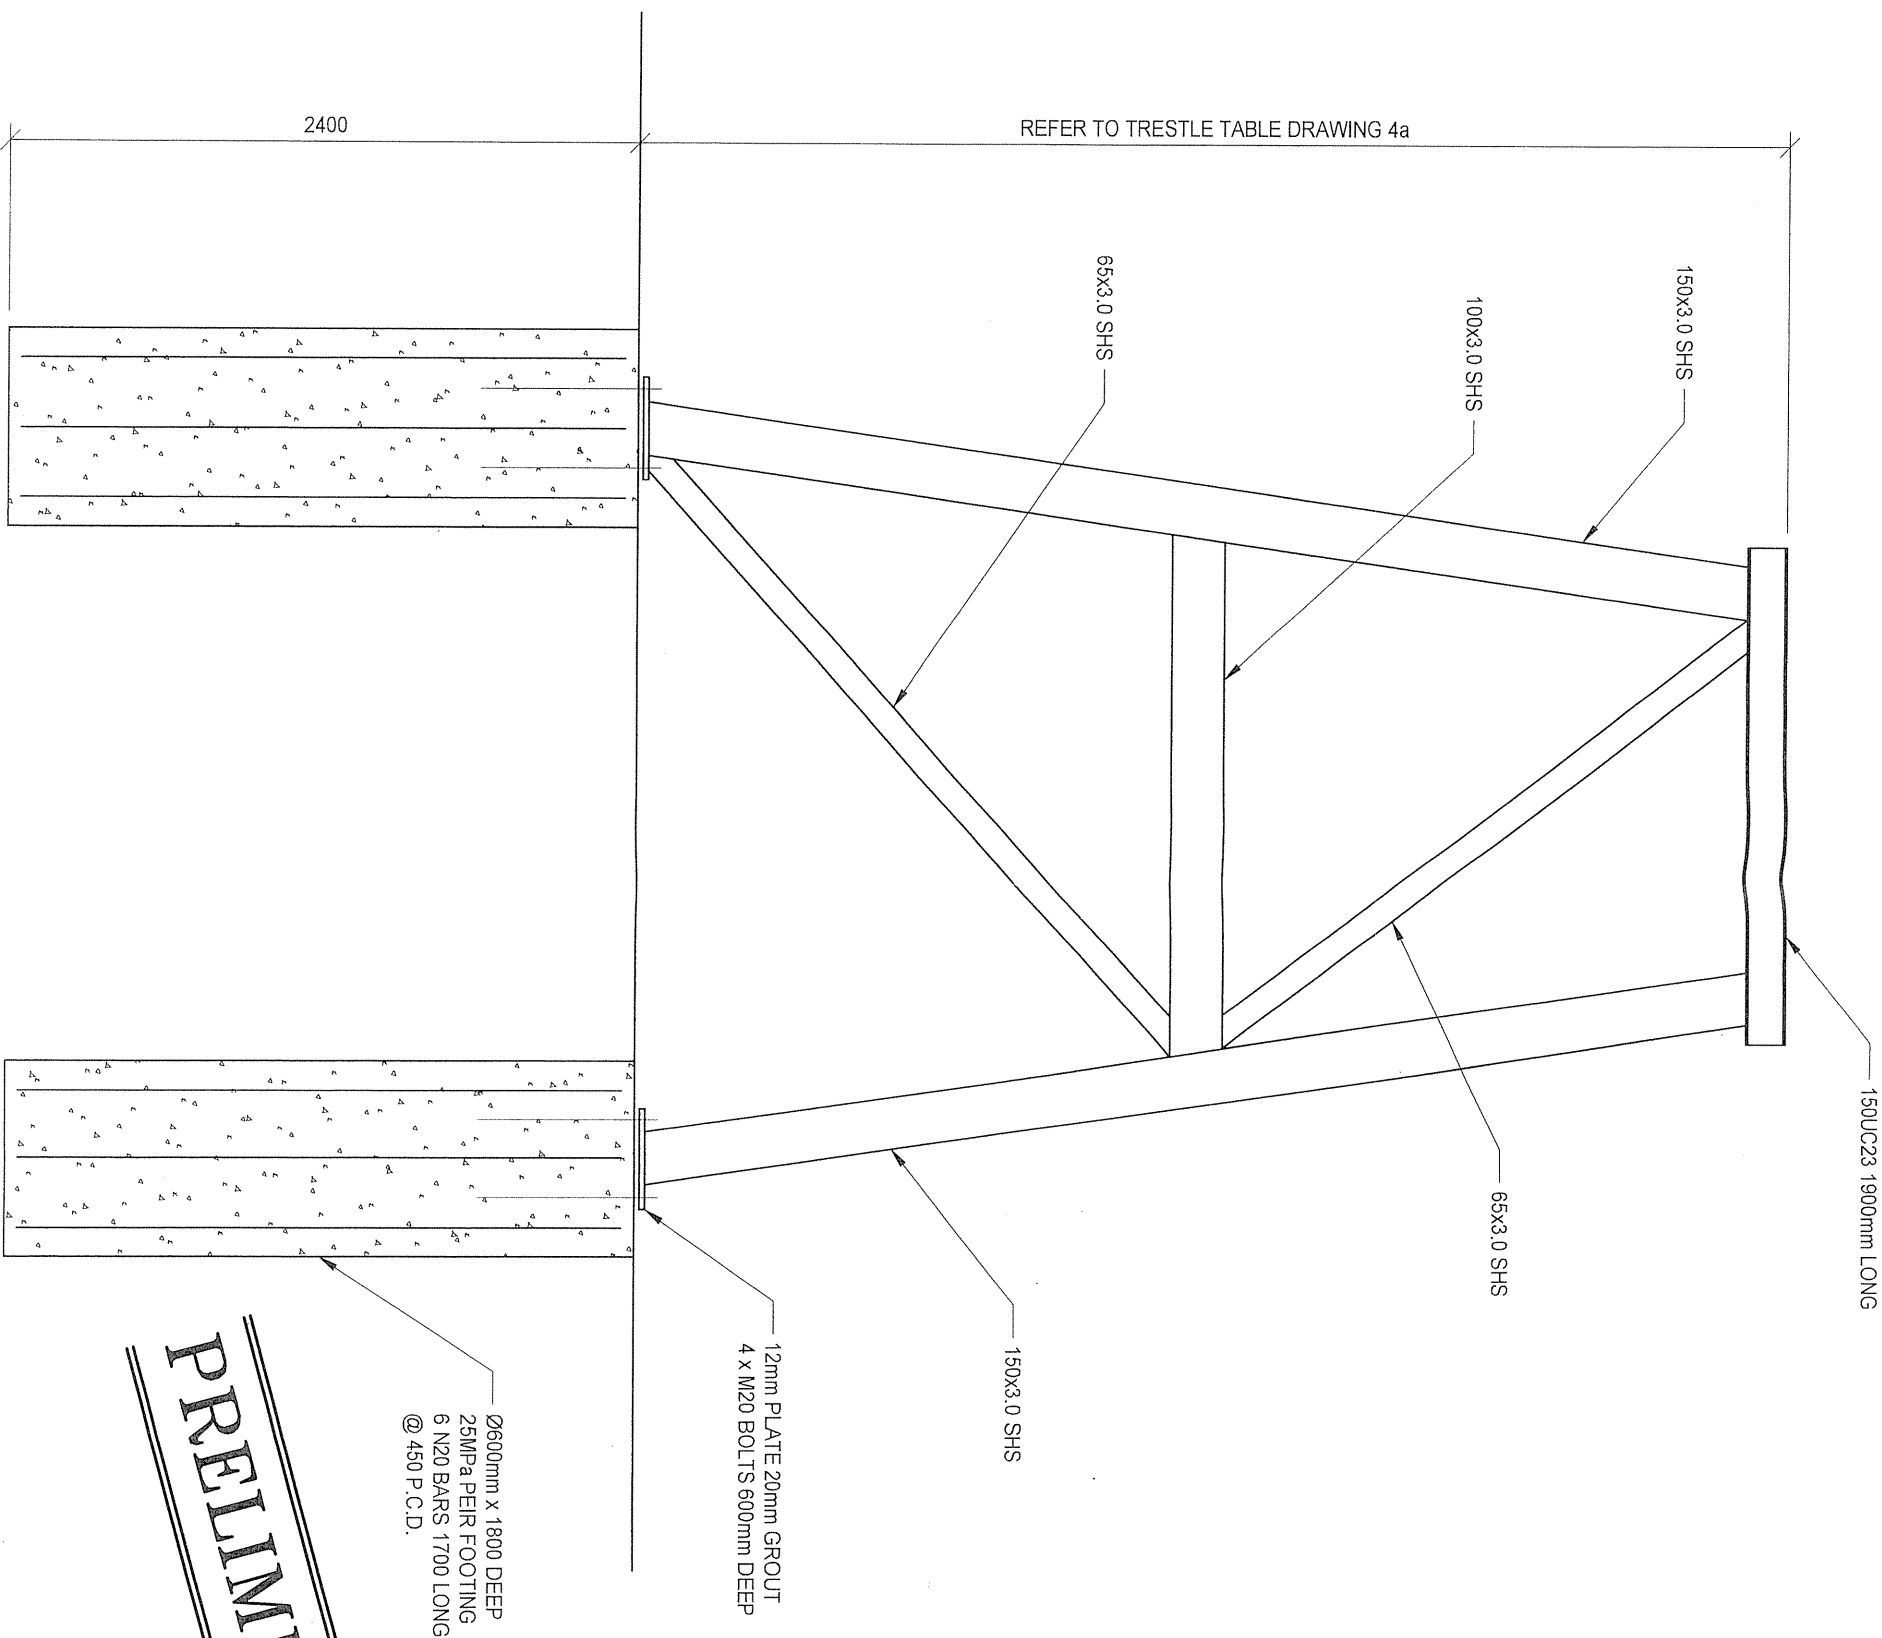 2400
REFER TO TRESTLE TABLE DRAWING 4a
150UC23 1900mm LONG
150x3.0 SHS
100x3.0 SHS
65x3.0 SHS
65x3.0 SHS
150x3.0 SHS
12mm PLATE 20mm GROUT
4 x M20 BOLTS 600mm DEEP
Ø600mm x 1800 DEEP
25MPa PEIR FOOTING
6 N20 BARS 1700 LONG
@ 450 P.C.D.
PRELIM